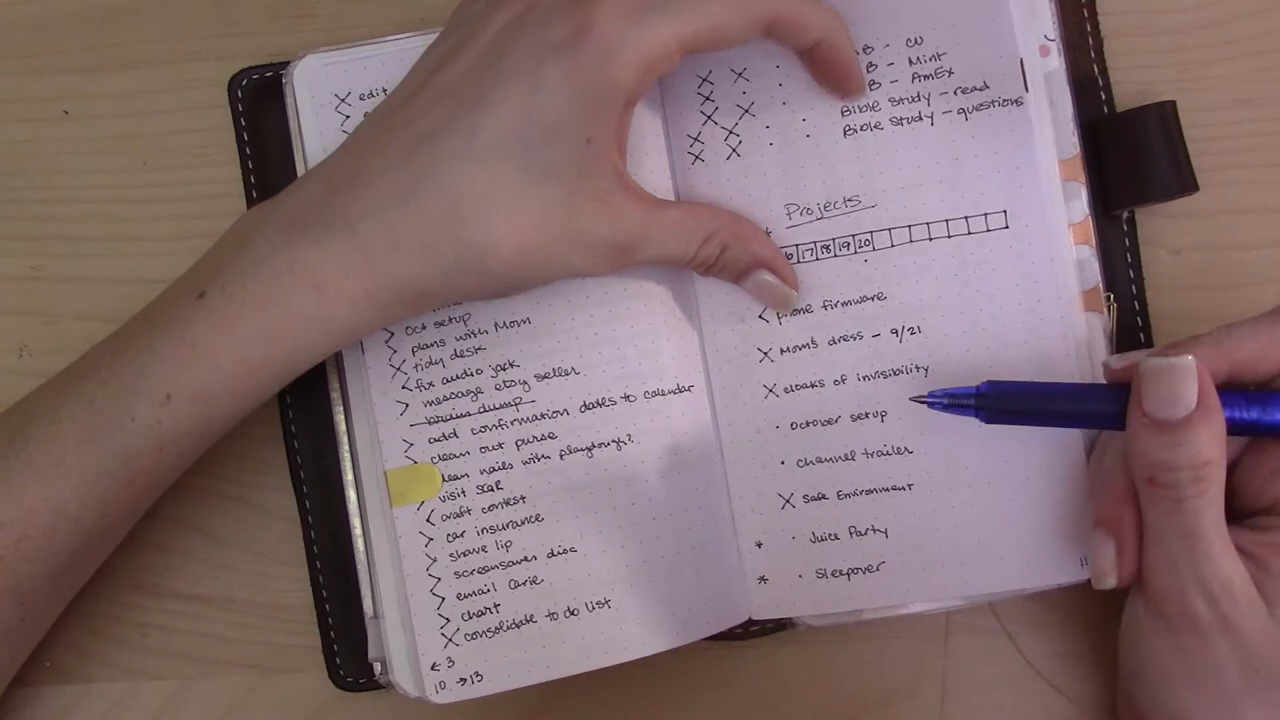 X edit
Oct setup
> plans with Mom
X tidy desk
< fix audio jack
> message etsy seller
brain dump
> add confirmation dates to calendar
> clean out purse
nails with playdough?
visit
< craft contest
> car insurance
> shave lip
> screensaver disc
> email Carie
> chart
X consolidate to do list
← 3
10 → 13
B - CU
X X · B - Mint
B - AmEx
Bible Study - read
Bible Study - questions
Projects
17 18 19 20
< phone firmware
X Mom's dress - 9/21
X cloaks of invisibility
· October setup
· channel trailer
X Safe Environment
* · Juice Party
* · Sleepover
11